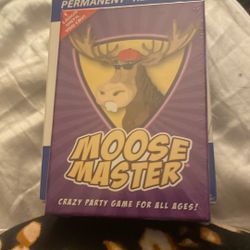 PERMANENT
MOOSE
MASTER
CRAZY PARTY GAME FOR ALL AGES!